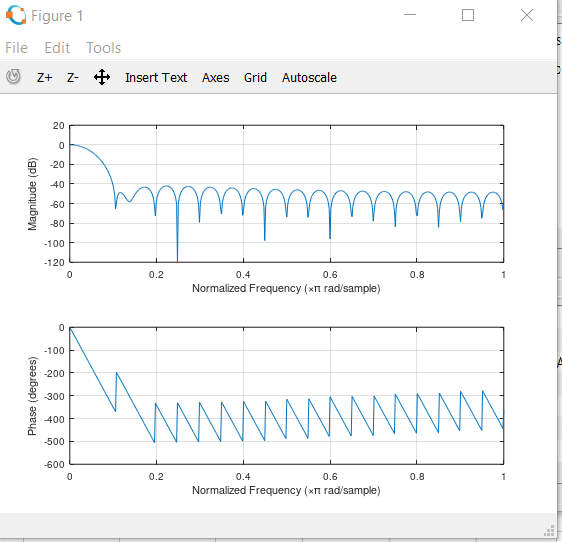 Figure 1
File Edit Tools
Z+ Z- Insert Text Axes Grid Autoscale
20
0
-20
-40
-60
-80
-100
-120
Magnitude (dB)
0 0.2 0.4 0.6 0.8 1
Normalized Frequency (×π rad/sample)
0
-100
-200
-300
-400
-500
-600
Phase (degrees)
0 0.2 0.4 0.6 0.8 1
Normalized Frequency (×π rad/sample)